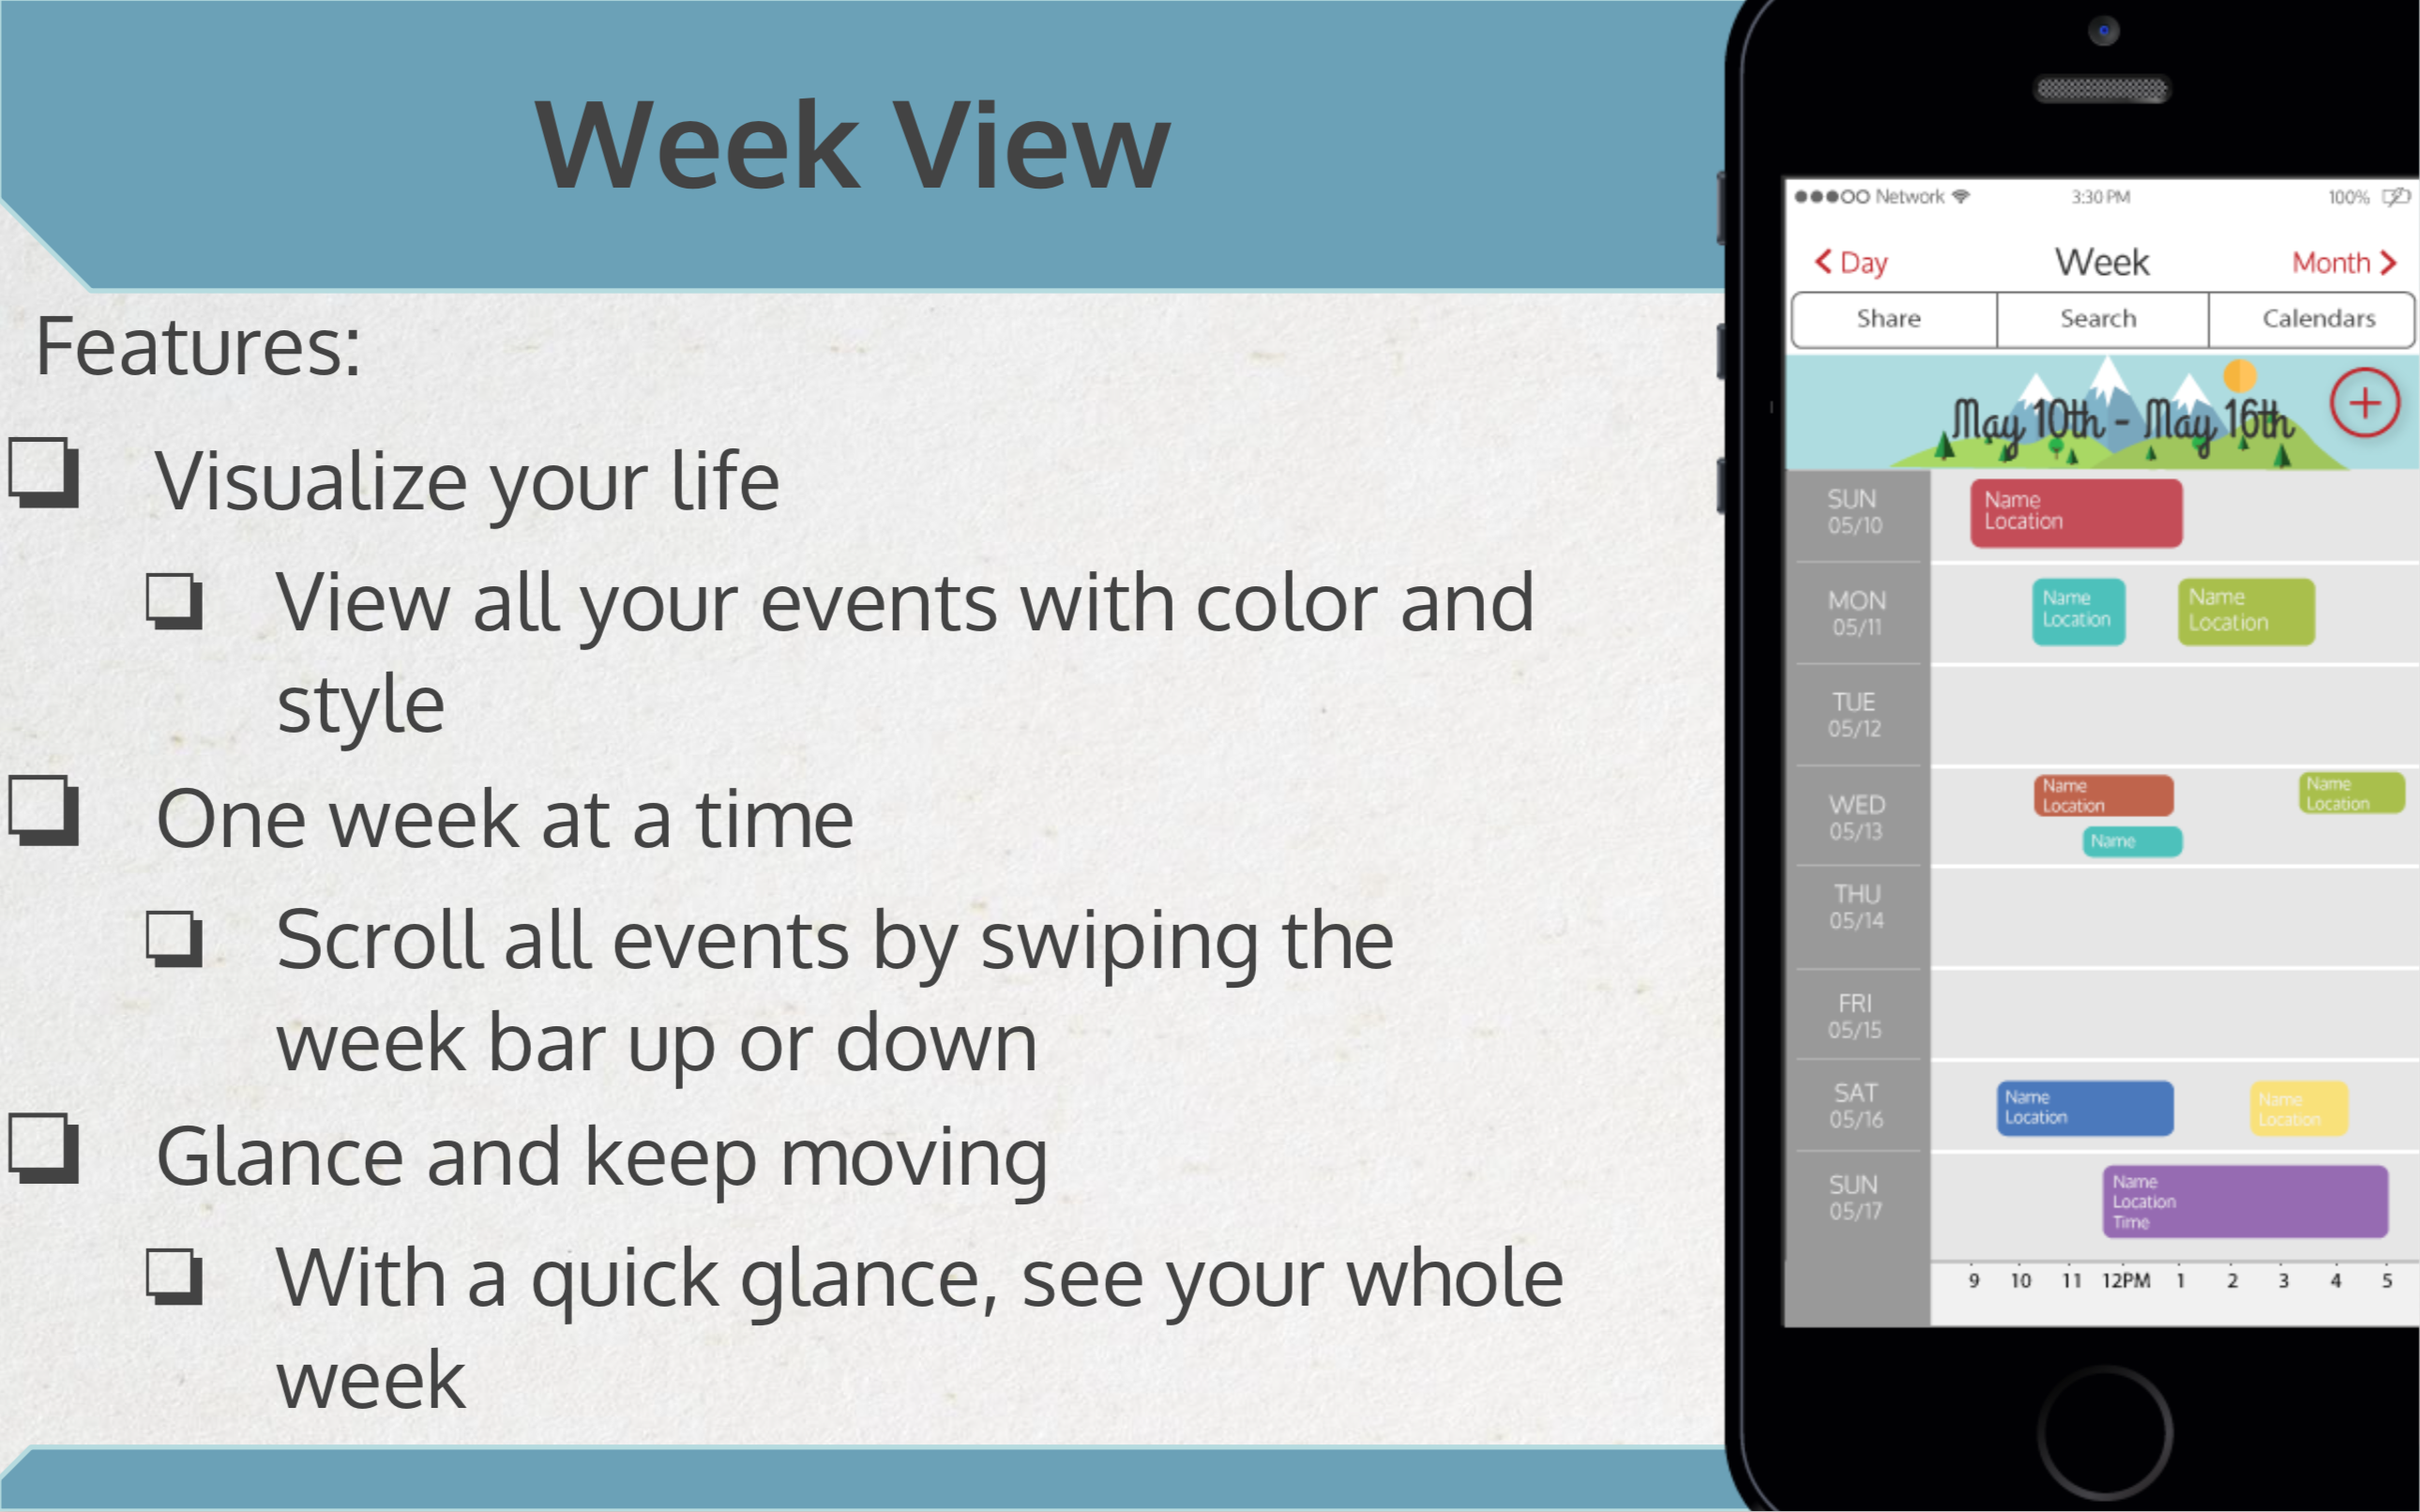 Week View
Features:
Visualize your life
View all your events with color and
style
One week at a time
Scroll all events by swiping the
week bar up or down
Glance and keep moving
With a quick glance, see your whole
week
Network 3:30 PM 100%
Day Week Month
Share Search Calendars
May 10th - May 16th
SUN
05/10
Name
Location
MON
05/11
Name
Location
Name
Location
TUE
05/12
WED
05/13
Name
Location
Name
Location
Name
THU
05/14
FRI
05/15
SAT
05/16
Name
Location
Name
Location
SUN
05/17
Name
Location
Time
9 10 11 12PM 1 2 3 4 5